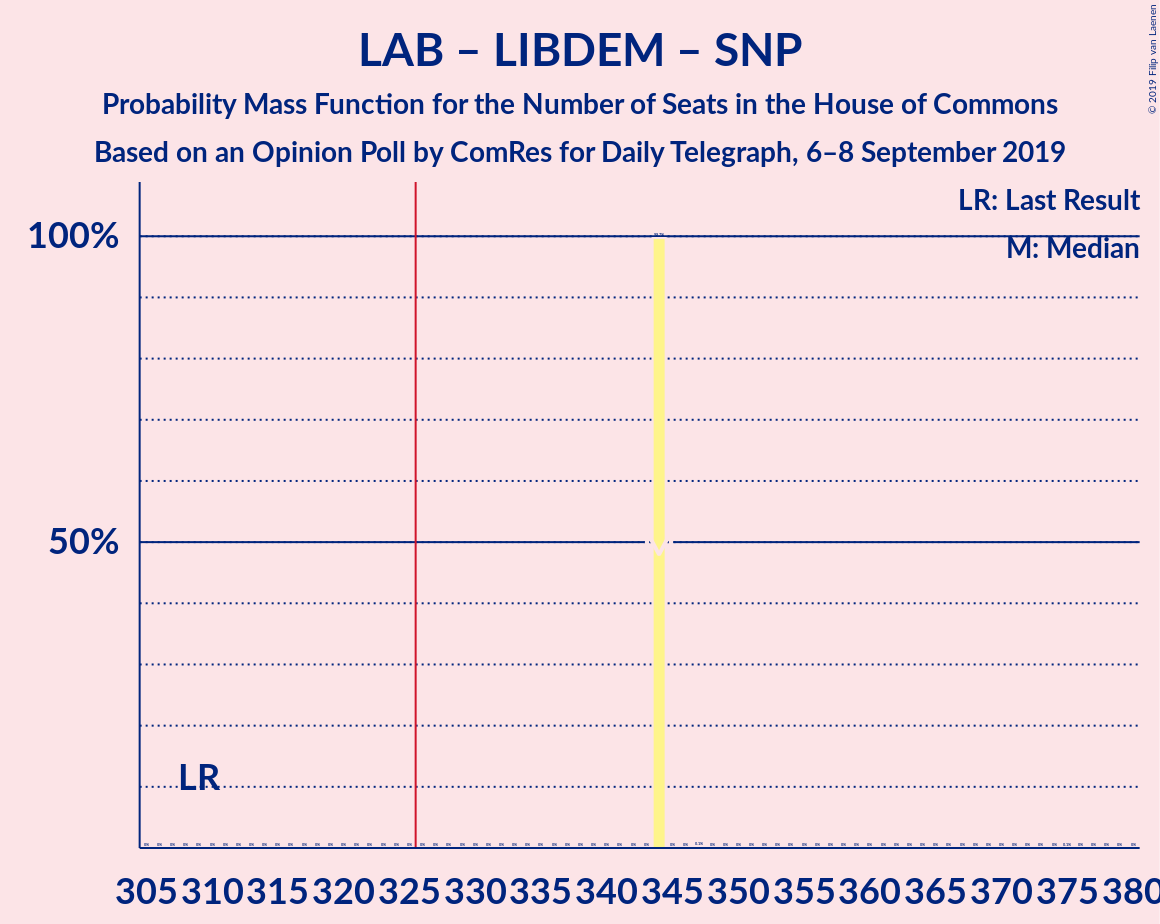 LAB – LIBDEM – SNP
Probability Mass Function for the Number of Seats in the House of Commons
Based on an Opinion Poll by ComRes for Daily Telegraph, 6–8 September 2019
© 2019 Filip van Laenen
LR: Last Result
M: Median
100%
50%
LR
305 310 315 320 325 330 335 340 345 350 355 360 365 370 375 380